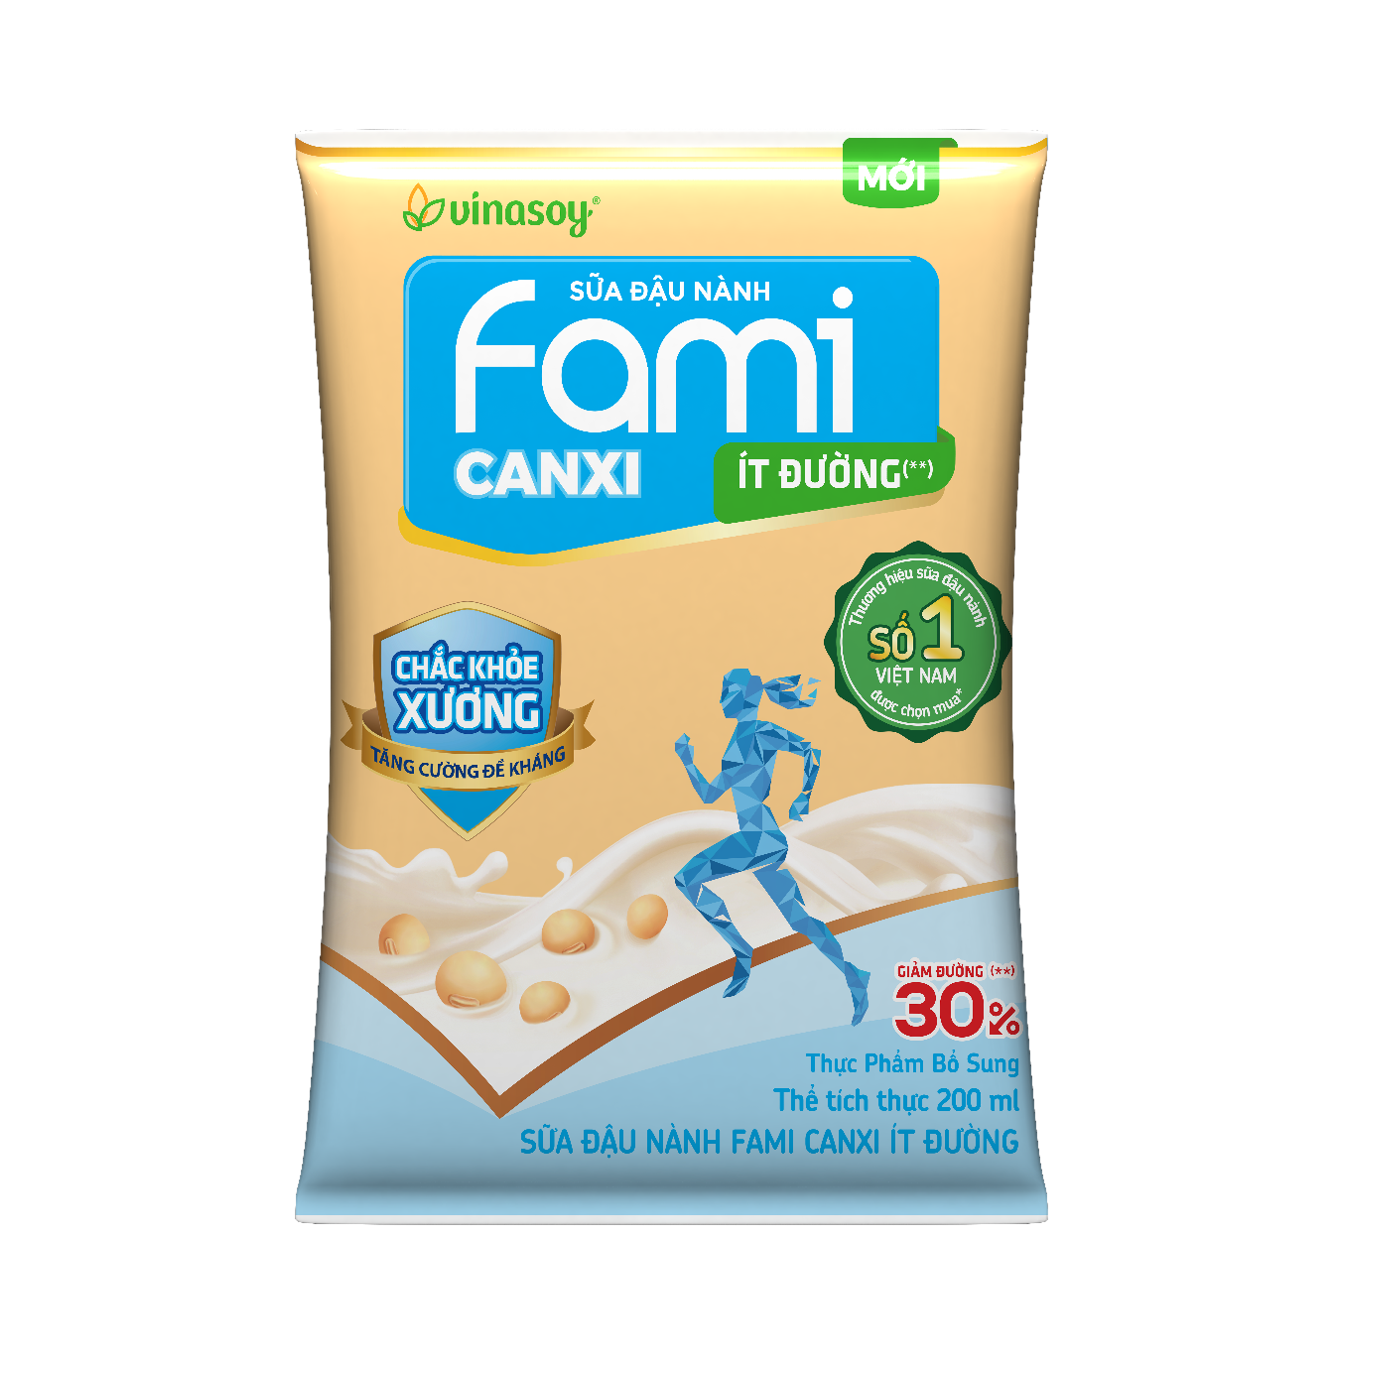 MỚI
vinasoy®
SỮA ĐẬU NÀNH
fami
CANXI
ÍT ĐƯỜNG(**)
Thương hiệu sữa đậu nành
SỐ 1
VIỆT NAM
được chọn mua*
CHẮC KHỎE
XƯƠNG
TĂNG CƯỜNG ĐỀ KHÁNG
GIẢM ĐƯỜNG (**)
30%
Thực Phẩm Bổ Sung
Thể tích thực 200 ml
SỮA ĐẬU NÀNH FAMI CANXI ÍT ĐƯỜNG